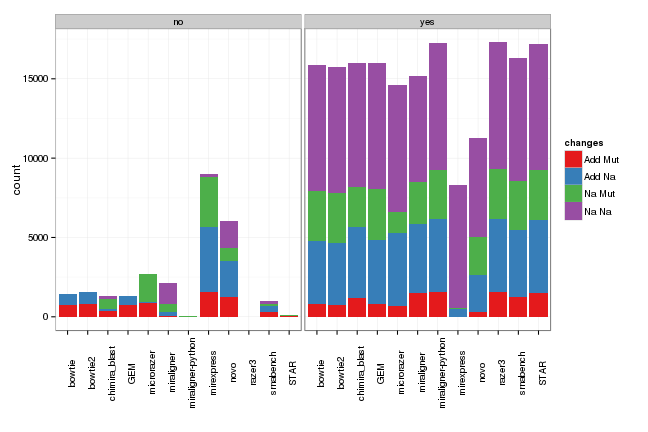 no yes
15000
10000
5000
0
count
bowtie bowtie2 chimira_blast GEM microrazer miraligner miraligner-python mirexpress novo razer3 srnabench STAR
bowtie bowtie2 chimira_blast GEM microrazer miraligner miraligner-python mirexpress novo razer3 srnabench STAR
changes
Add Mut
Add Na
Na Mut
Na Na